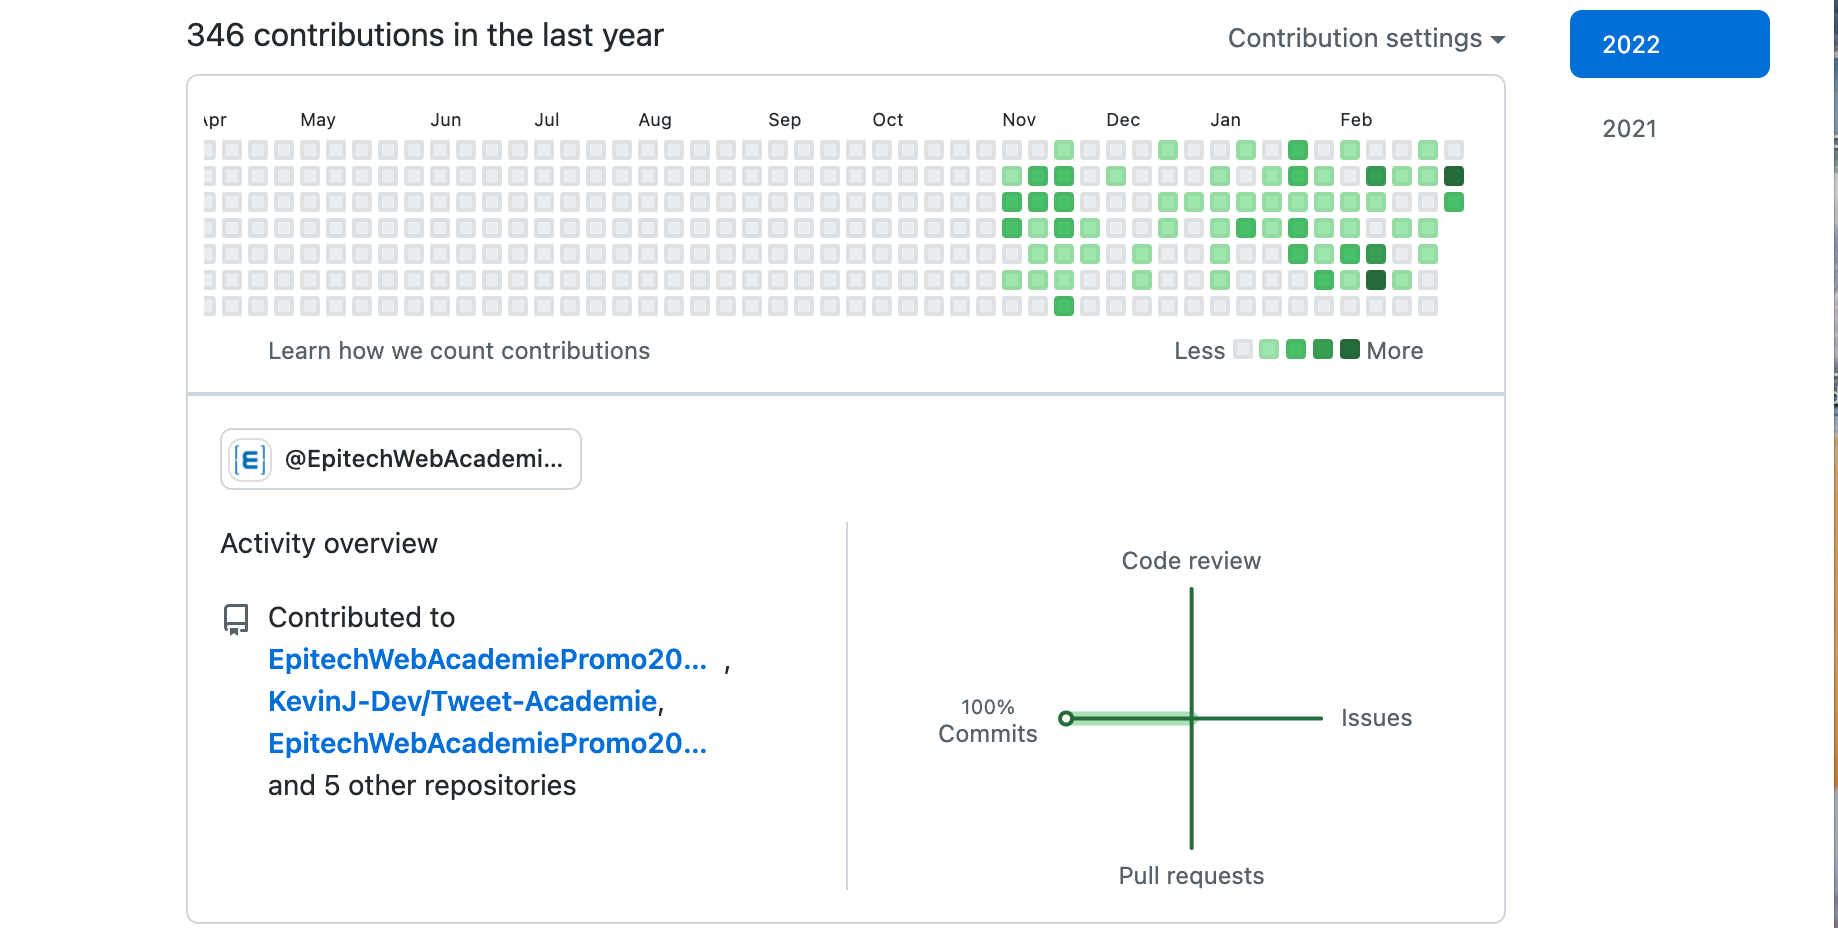 346 contributions in the last year
Contribution settings
2022
2021
Apr May Jun Jul Aug Sep Oct Nov Dec Jan Feb
Learn how we count contributions
Less More
@EpitechWebAcademi...
Activity overview
Contributed to
EpitechWebAcademiePromo20... ,
KevinJ-Dev/Tweet-Academie,
EpitechWebAcademiePromo20...
and 5 other repositories
Code review
100%
Commits
Issues
Pull requests